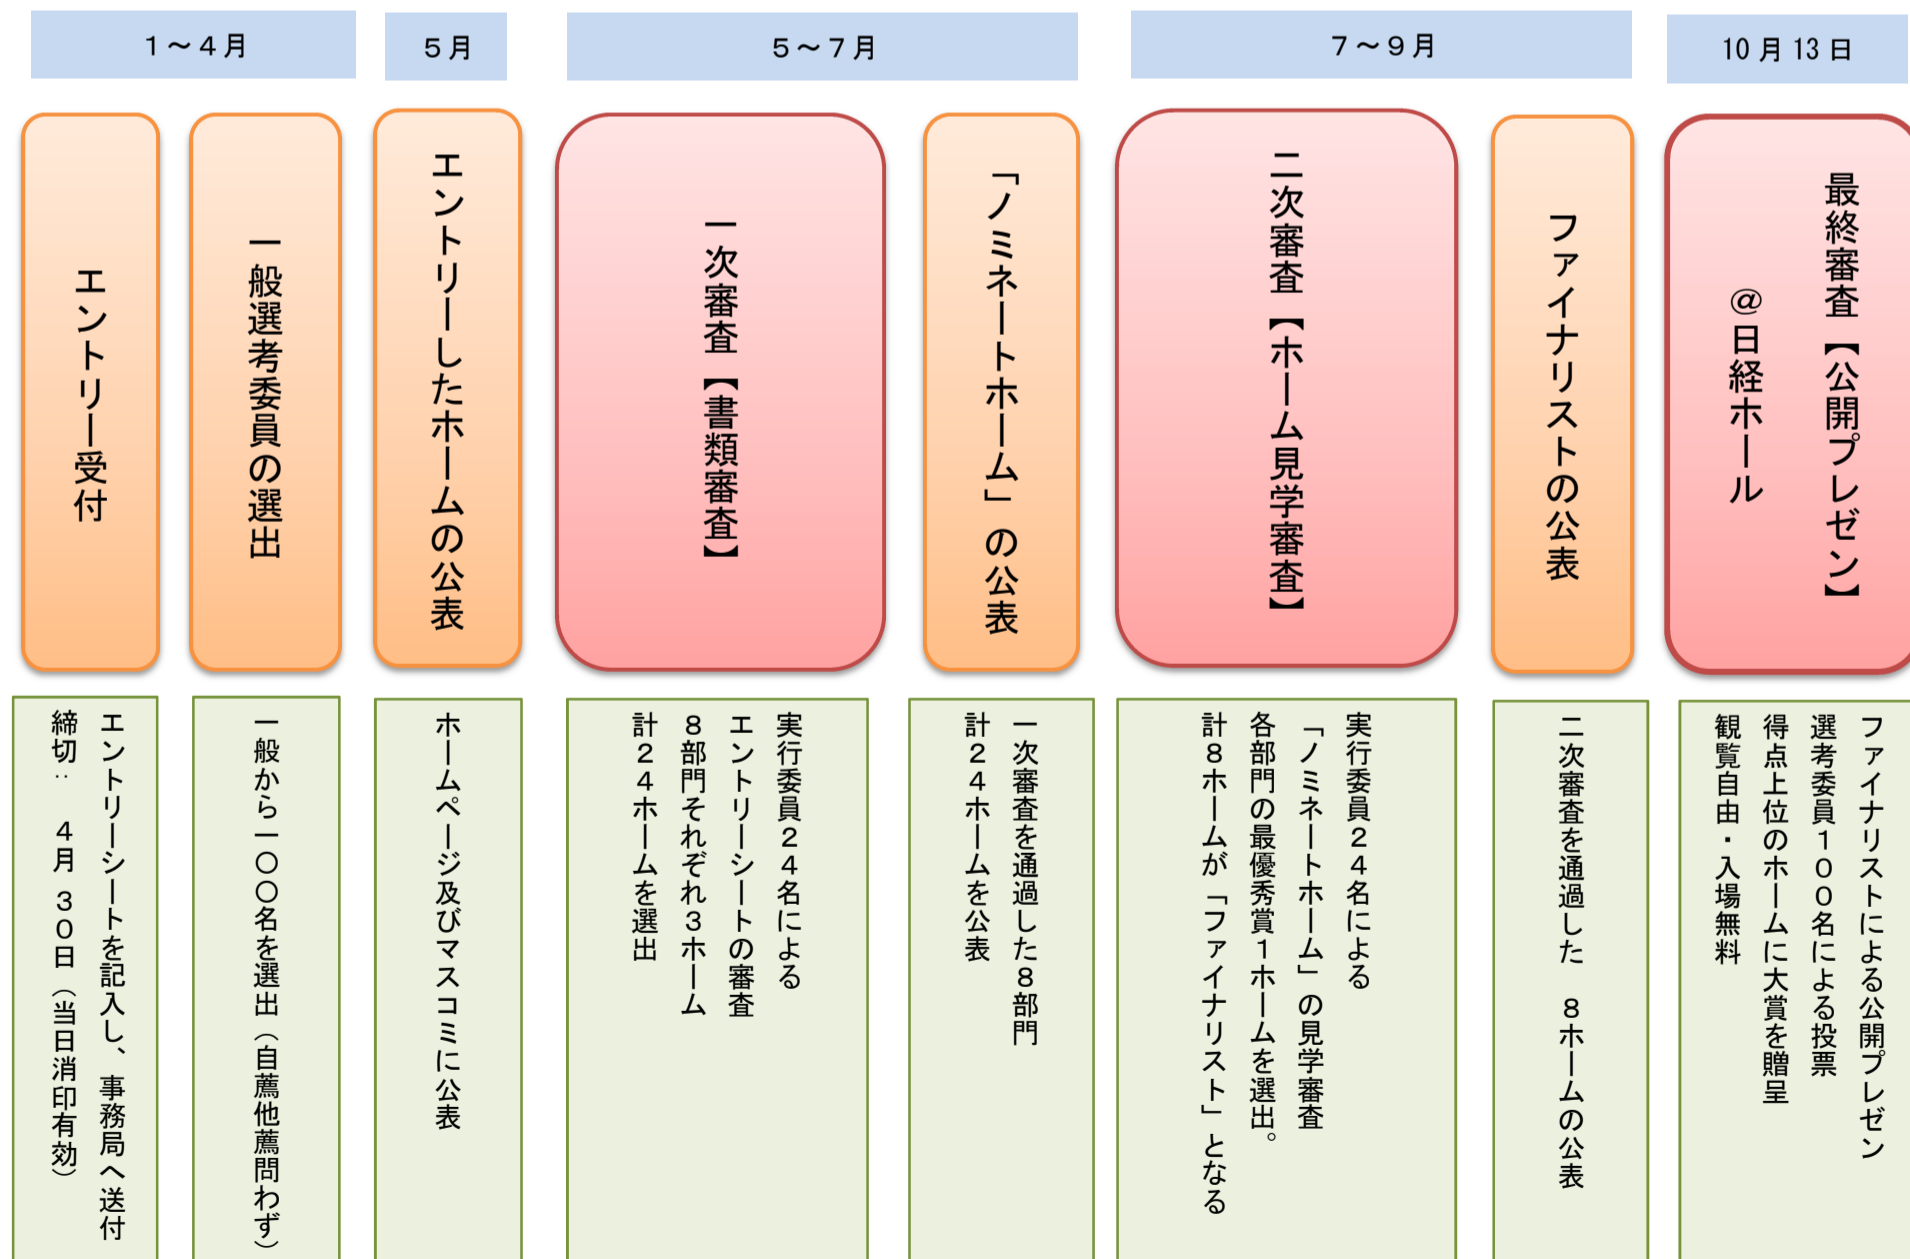 1～4月
5月
5～7月
7～9月
10月13日
エントリー受付
一般選考委員の選出
エントリーしたホームの公表
一次審査【書類審査】
「ノミネートホーム」の公表
二次審査【ホーム見学審査】
ファイナリストの公表
最終審査【公開プレゼン】
＠日経ホール
エントリーシートを記入し、事務局へ送付
締切：　4月 30日（当日消印有効）
一般から一〇〇名を選出（自薦他薦問わず）
ホームページ及びマスコミに公表
実行委員24名による
エントリーシートの審査
8部門それぞれ3ホーム
計24ホームを選出
一次審査を通過した8部門
計24ホームを公表
実行委員24名による
「ノミネートホーム」の見学審査
各部門の最優秀賞1ホームを選出。
計8ホームが「ファイナリスト」となる
二次審査を通過した　8ホームの公表
ファイナリストによる公開プレゼン
選考委員100名による投票
得点上位のホームに大賞を贈呈
観覧自由・入場無料